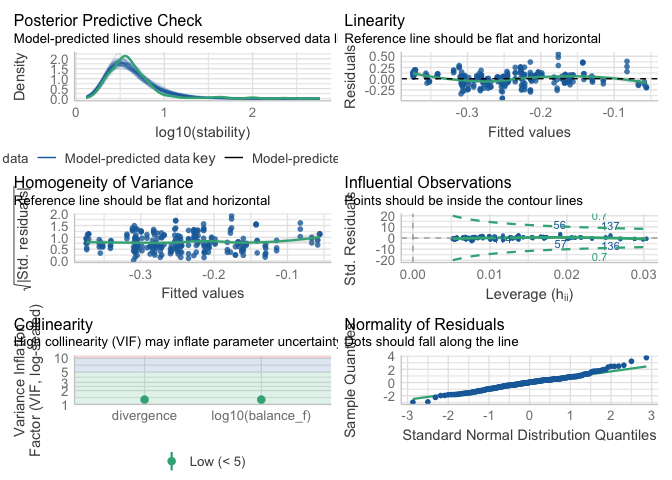 Posterior Predictive Check
Model-predicted lines should resemble observed data l
Density
2.0
1.5
1.0
0.5
0.0
0
1
2
log10(stability)
data
Model-predicted data
key
Model-predicte
Linearity
Reference line should be flat and horizontal
Residuals
0.50
0.25
0.00
-0.25
-0.3
-0.2
-0.1
Fitted values
Homogeneity of Variance
Reference line should be flat and horizontal
√|Std. residuals|
2.0
1.5
1.0
0.5
0.0
-0.3
-0.2
-0.1
Fitted values
Influential Observations
Points should be inside the contour lines
Std. Residuals
20
10
0
-10
-20
0.7
56
137
57
136
0.7
0.00
0.01
0.02
0.03
Leverage (hii)
Collinearity
High collinearity (VIF) may inflate parameter uncertainty
Variance Inflation
Factor (VIF, log-scaled)
10
5
3
2
1
divergence
log10(balance_f)
Low (< 5)
Normality of Residuals
Dots should fall along the line
Sample Quantiles
4
2
0
-2
-3
-2
-1
0
1
2
3
Standard Normal Distribution Quantiles